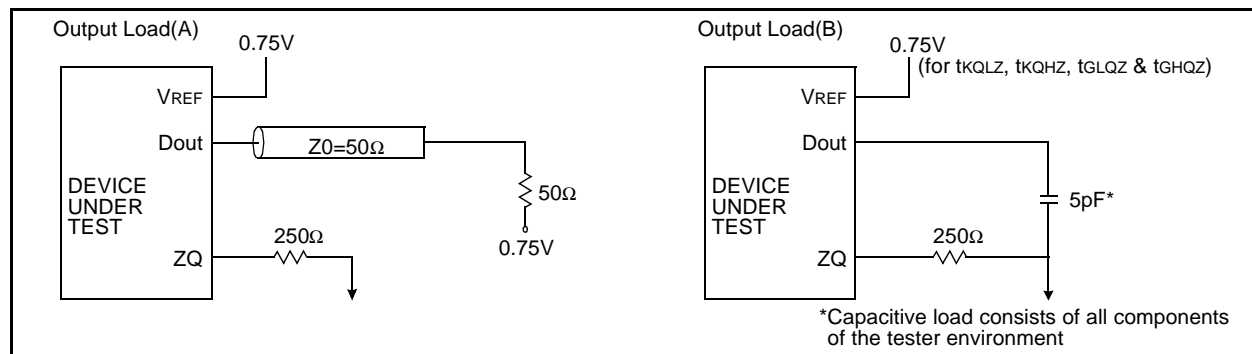 Output Load(A)
0.75V
VREF
Dout
Z0=50Ω
50Ω
0.75V
DEVICE
UNDER
TEST
250Ω
ZQ
Output Load(B)
0.75V
(for tKQLZ, tKQHZ, tGLQZ & tGHQZ)
VREF
Dout
DEVICE
UNDER
TEST
5pF*
250Ω
ZQ
*Capacitive load consists of all components
of the tester environment